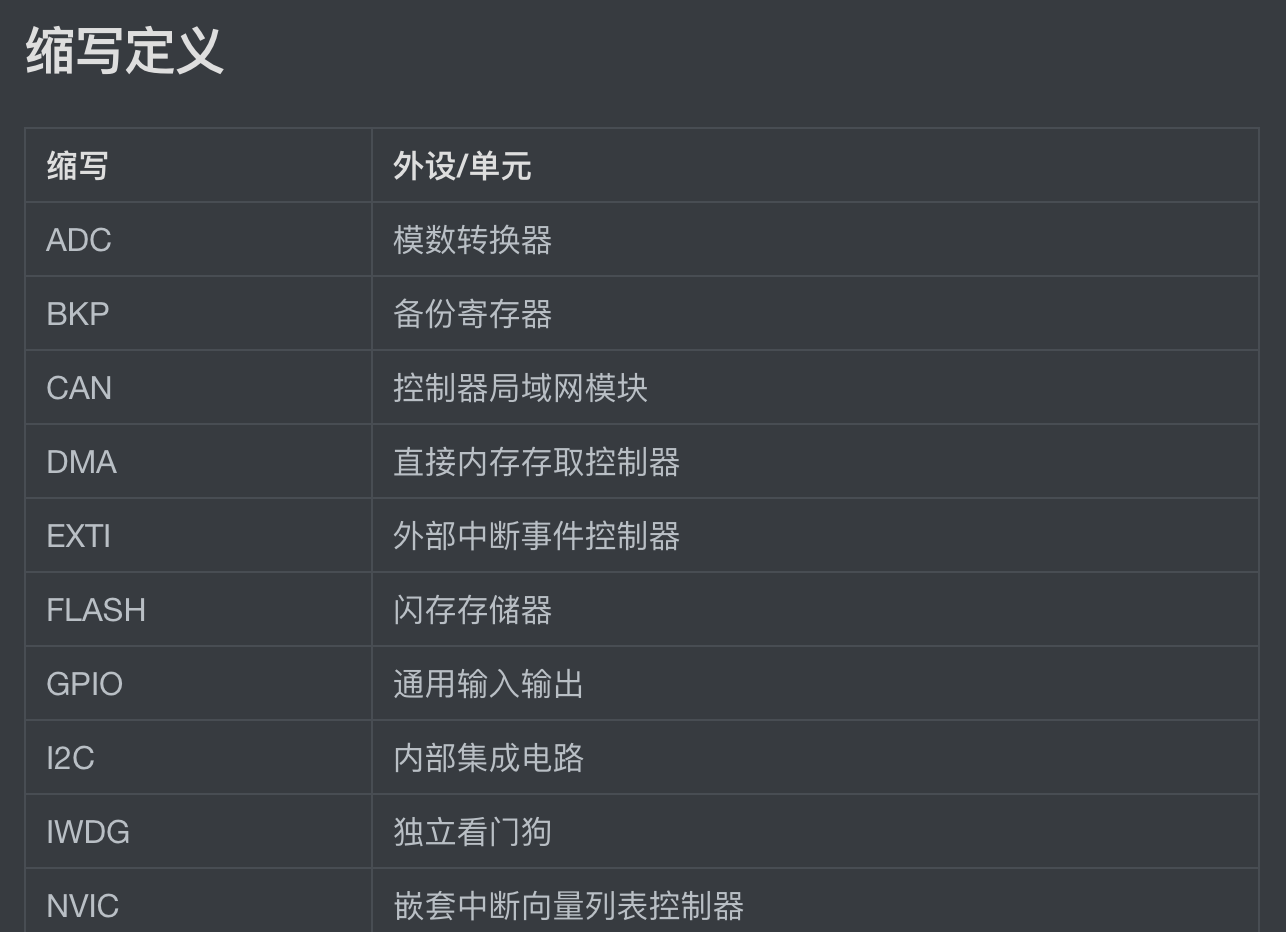 缩写定义
缩写 外设/单元
ADC 模数转换器
BKP 备份寄存器
CAN 控制器局域网模块
DMA 直接内存存取控制器
EXTI 外部中断事件控制器
FLASH 闪存存储器
GPIO 通用输入输出
I2C 内部集成电路
IWDG 独立看门狗
NVIC 嵌套中断向量列表控制器